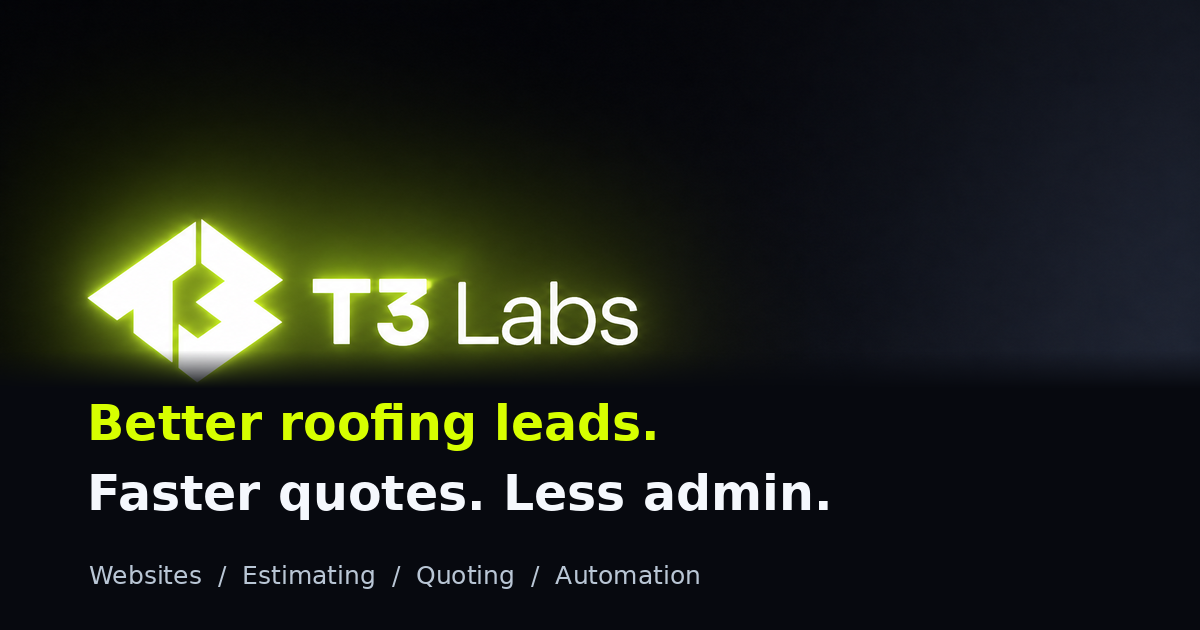 T3 Labs
Better roofing leads.
Faster quotes. Less admin.
Websites / Estimating / Quoting / Automation